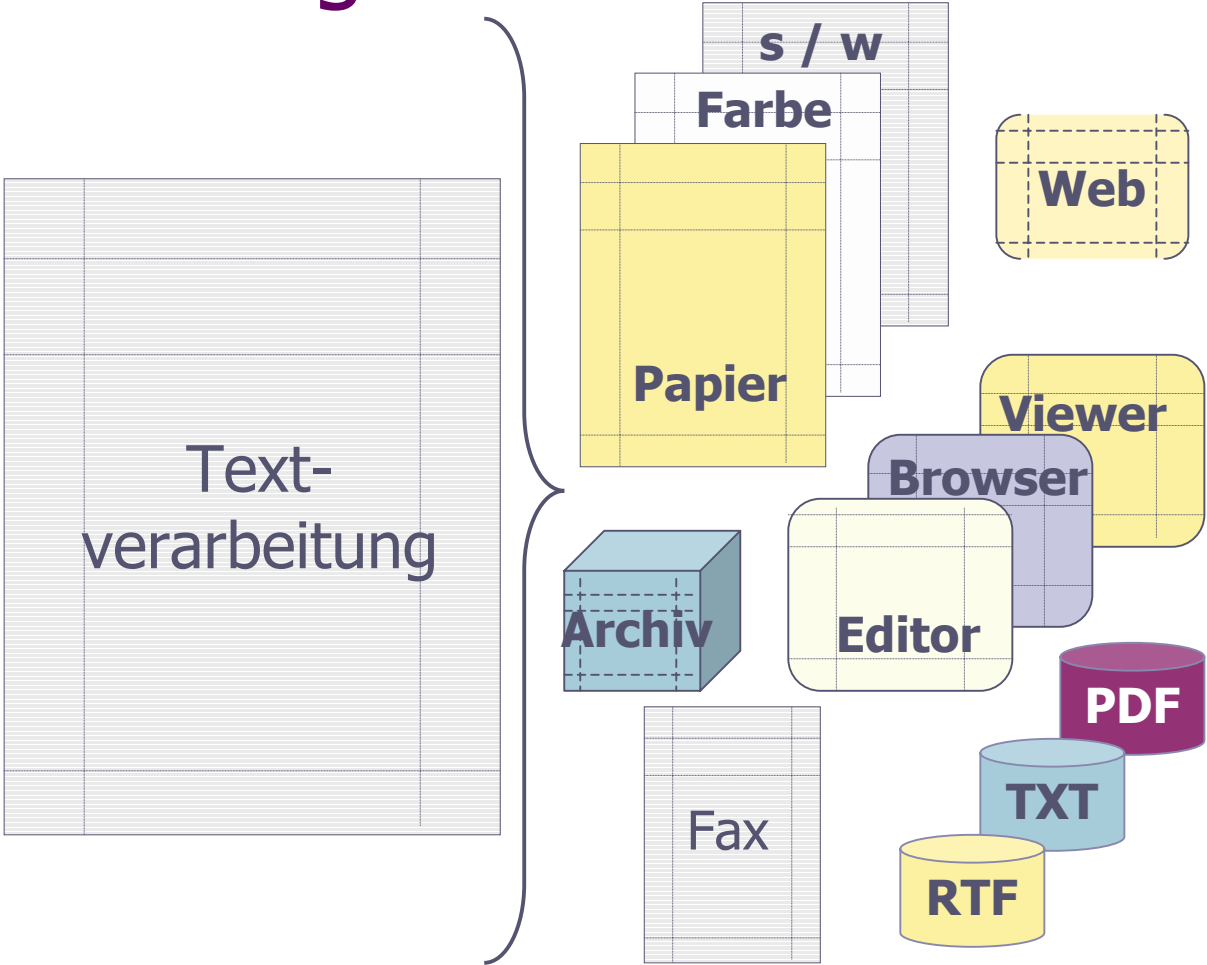 Text-
verarbeitung
s / w
Farbe
Papier
Web
Viewer
Browser
Editor
Archiv
Fax
PDF
TXT
RTF